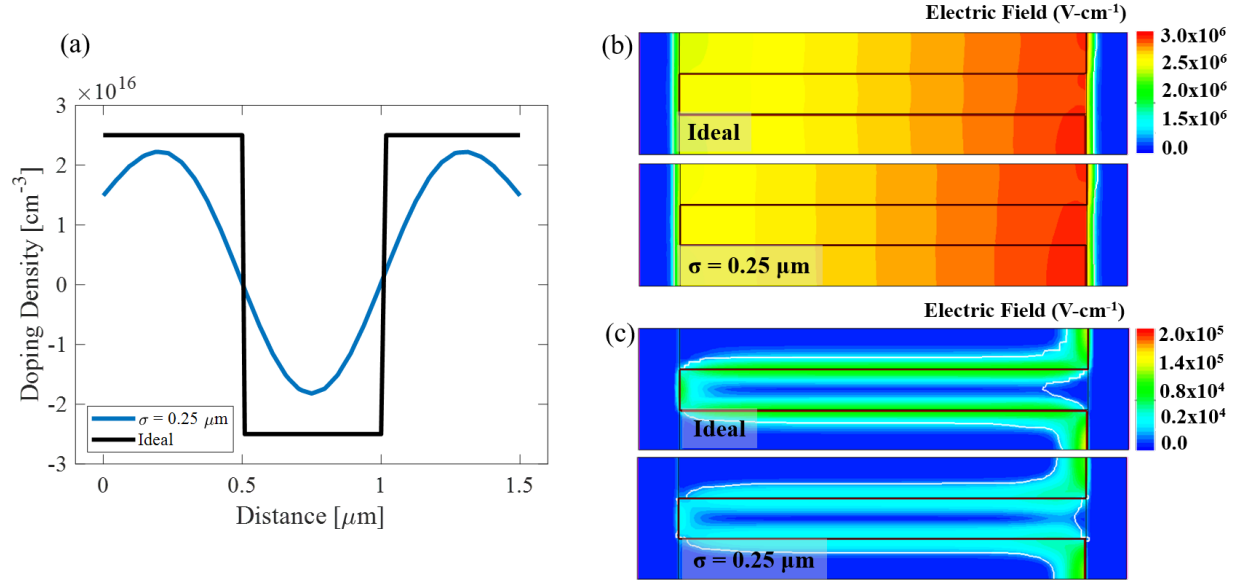 (a)
×10^16
3
2
1
0
-1
-2
-3
Doping Density [cm^-3]
σ = 0.25 μm
Ideal
0
0.5
1
1.5
Distance [μm]
(b)
Electric Field (V-cm^-1)
3.0x10^6
2.5x10^6
2.0x10^6
1.5x10^6
0.0
Ideal
σ = 0.25 μm
(c)
Electric Field (V-cm^-1)
2.0x10^5
1.4x10^5
0.8x10^4
0.2x10^4
0.0
Ideal
σ = 0.25 μm